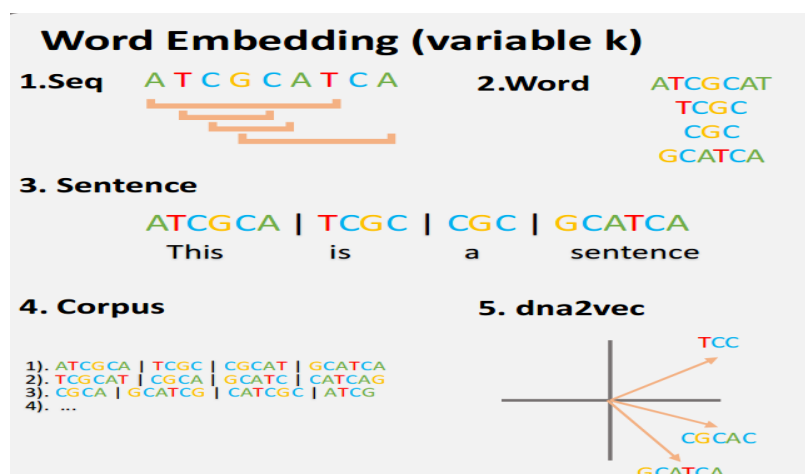 Word Embedding (variable k)
1.Seq A T C G C A T C A
2.Word
ATCGCAT
TCGC
CGC
GCATCA
3. Sentence
ATCGCA | TCGC | CGC | GCATCA
This is a sentence
4. Corpus
1). ATCGCA | TCGC | CGCAT | GCATCA
2). TCGCAT | CGCA | GCATC | CATCAG
3). CGCA | GCATCG | CATCGC | ATCG
4). ...
5. dna2vec
TCC
CGCAC
GCATCA